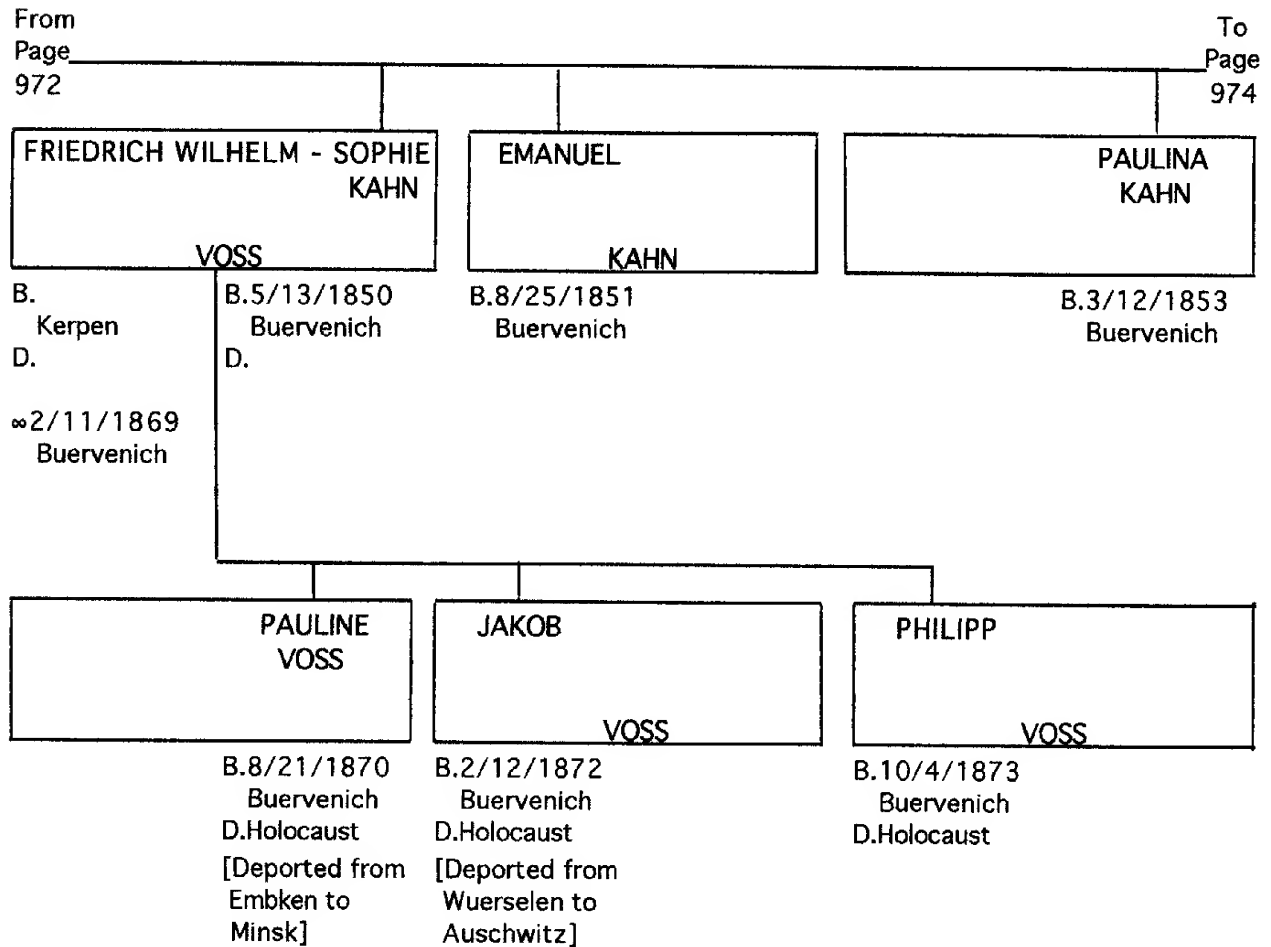 From
Page
972
To
Page
974
FRIEDRICH WILHELM - SOPHIE
KAHN
VOSS
B.
Kerpen
D.
∞2/11/1869
Buervenich
B.5/13/1850
Buervenich
D.
EMANUEL
KAHN
B.8/25/1851
Buervenich
PAULINA
KAHN
B.3/12/1853
Buervenich
PAULINE
VOSS
B.8/21/1870
Buervenich
D.Holocaust
[Deported from
Embken to
Minsk]
JAKOB
VOSS
B.2/12/1872
Buervenich
D.Holocaust
[Deported from
Wuerselen to
Auschwitz]
PHILIPP
VOSS
B.10/4/1873
Buervenich
D.Holocaust